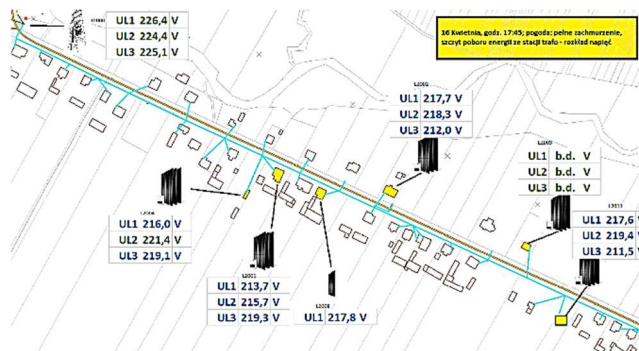 UL1 226,4 V
UL2 224,4 V
UL3 225,1 V
16 Kwietnia, godz. 17:45; pogoda: pełne zachmurzenie,
szczyt poboru energii ze stacji trafo - rozkład napięć
UL1 217,7 V
UL2 218,3 V
UL3 212,0 V
UL1 b.d. V
UL2 b.d. V
UL3 b.d. V
UL1 217,6 V
UL2 219,4 V
UL3 211,5 V
UL1 216,0 V
UL2 221,4 V
UL3 219,1 V
UL1 213,7 V
UL2 215,7 V
UL3 219,3 V
UL1 217,8 V